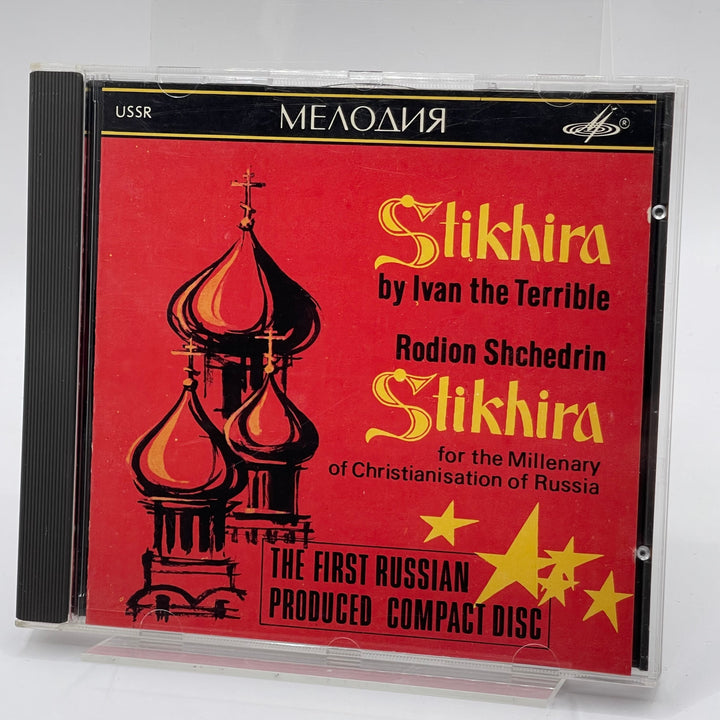 USSR
МЕЛОДИЯ
®
Stikhira
by Ivan the Terrible
Rodion Shchedrin
Stikhira
for the Millenary
of Christianisation of Russia
THE FIRST RUSSIAN
PRODUCED COMPACT DISC